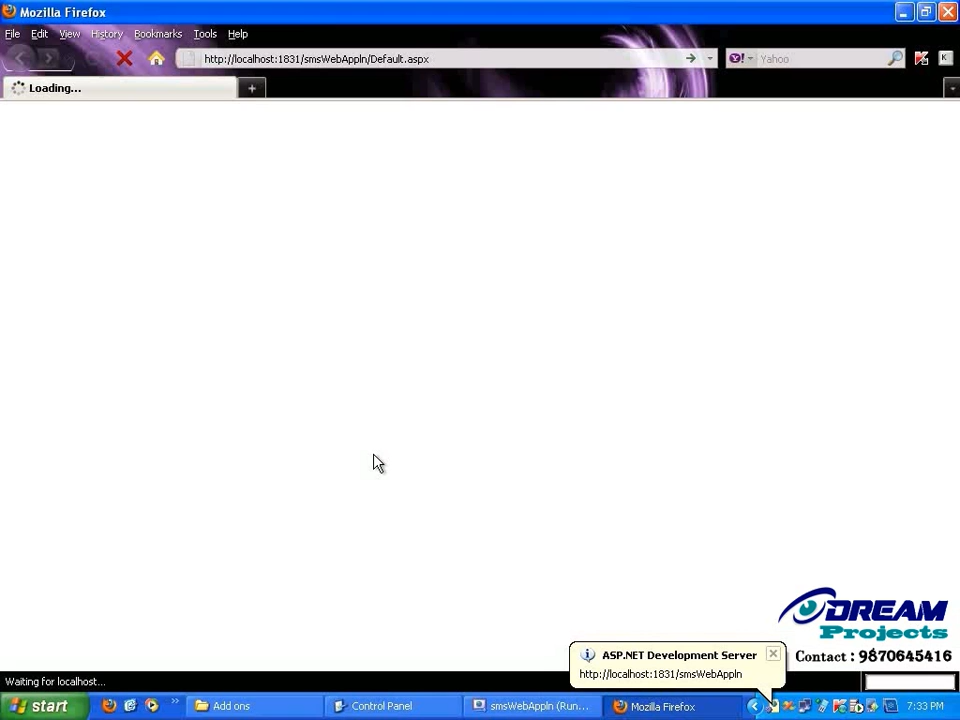 Mozilla Firefox
File Edit View History Bookmarks Tools Help
http://localhost:1831/smsWebAppln/Default.aspx
Yahoo
Loading...
DREAM
Projects
Contact : 9870645416
ASP.NET Development Server
http://localhost:1831/smsWebAppln
Waiting for localhost...
start
Add ons
Control Panel
smsWebAppln (Run...
Mozilla Firefox
7:33 PM